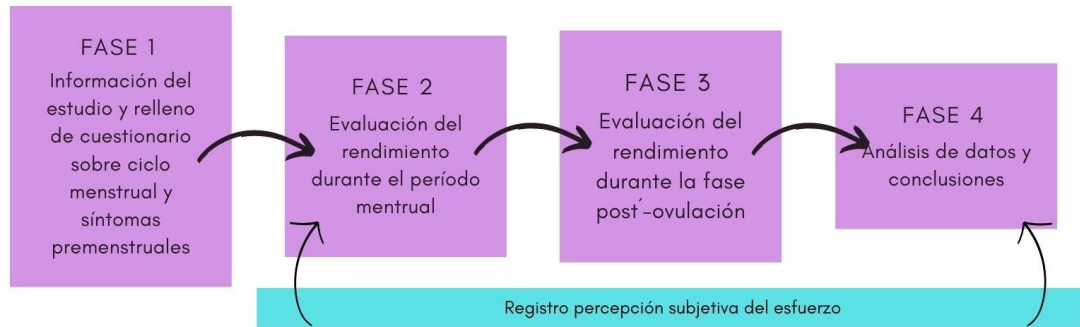 FASE 1
Información del
estudio y relleno
de cuestionario
sobre ciclo
menstrual y
síntomas
premenstruales
FASE 2
Evaluación del
rendimiento
durante el período
mentrual
FASE 3
Evaluación del
rendimiento
durante la fase
post´-ovulación
FASE 4
Análisis de datos y
conclusiones
Registro percepción subjetiva del esfuerzo